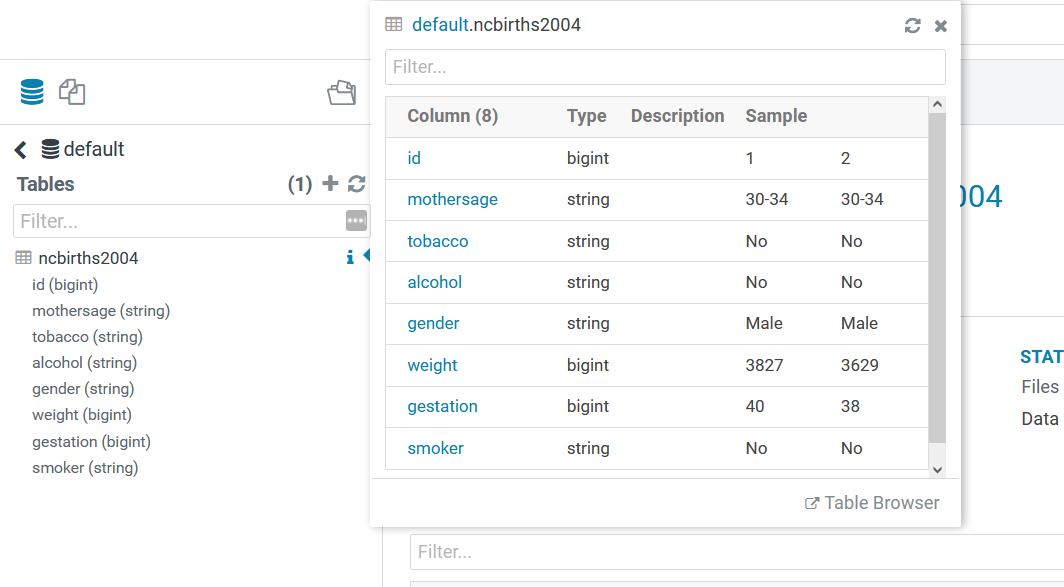 default
Tables (1)
Filter...
ncbirths2004
id (bigint)
mothersage (string)
tobacco (string)
alcohol (string)
gender (string)
weight (bigint)
gestation (bigint)
smoker (string)
default.ncbirths2004
Filter...
Column (8) Type Description Sample
id bigint 1 2
mothersage string 30-34 30-34
tobacco string No No
alcohol string No No
gender string Male Male
weight bigint 3827 3629
gestation bigint 40 38
smoker string No No
Table Browser
004
STAT
Files
Data
Filter...